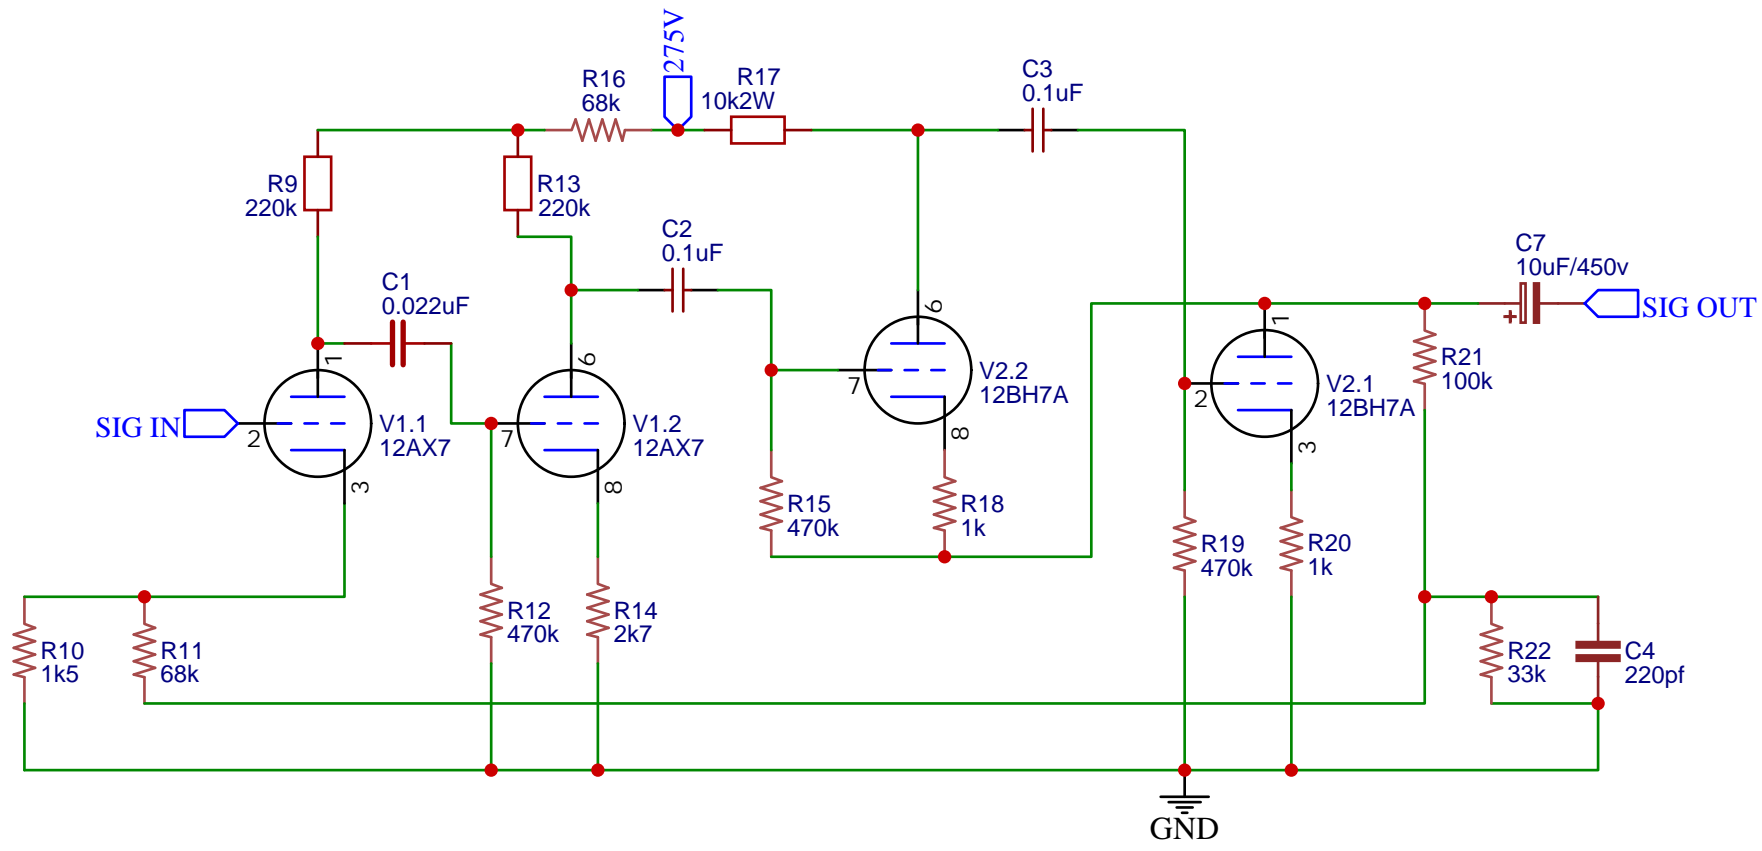 275V
R16
68k
R17
10k2W
C3
0.1uF
R9
220k
R13
220k
C2
0.1uF
C1
0.022uF
C7
10uF/450v
+
SIG OUT
1
6
6
1
R21
100k
SIG IN
2
V1.1
12AX7
3
7
V1.2
12AX7
8
7
V2.2
12BH7A
8
2
V2.1
12BH7A
3
R15
470k
R18
1k
R19
470k
R20
1k
R10
1k5
R11
68k
R12
470k
R14
2k7
R22
33k
C4
220pf
GND